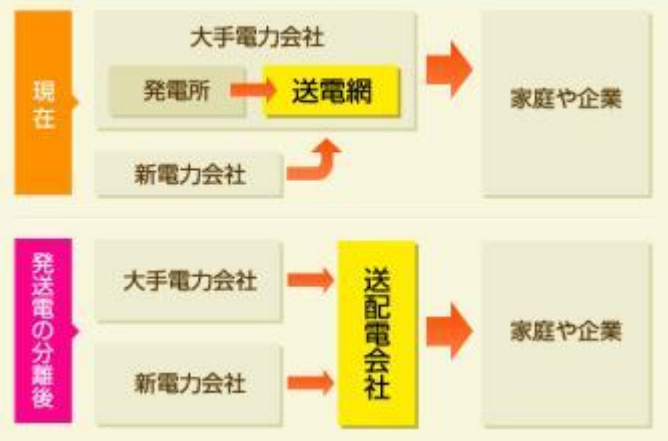 現在
大手電力会社
発電所
送電網
新電力会社
家庭や企業
発送電の分離後
大手電力会社
新電力会社
送配電会社
家庭や企業